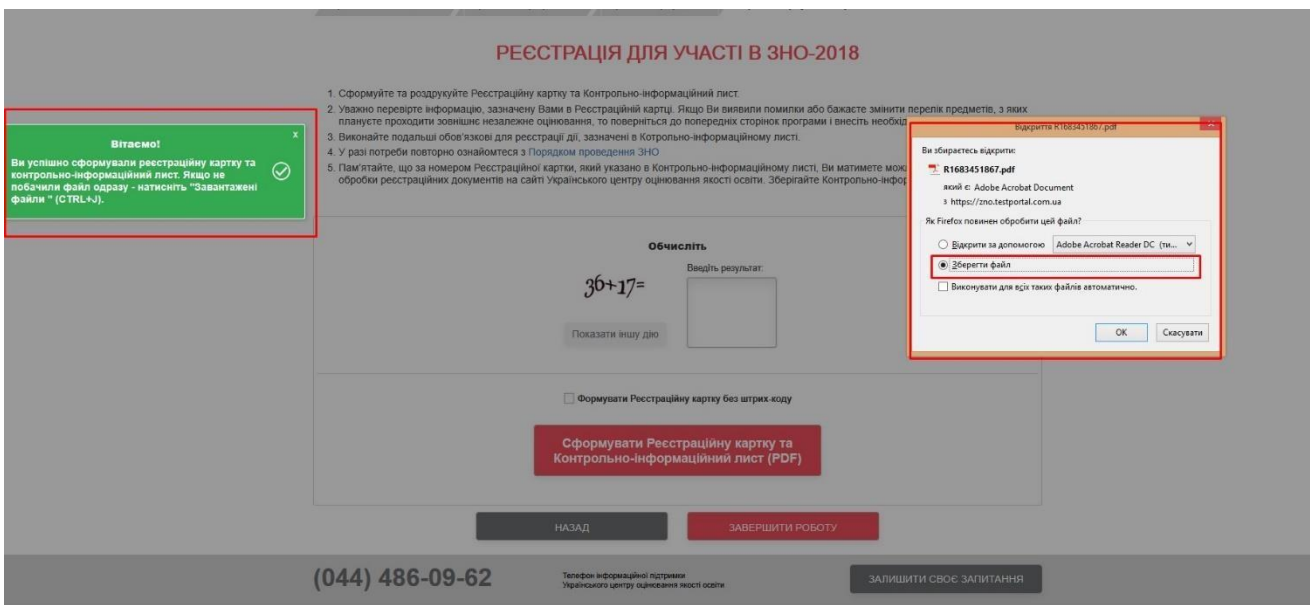 РЕЄСТРАЦІЯ ДЛЯ УЧАСТІ В ЗНО-2018
1. Сформуйте та роздрукуйте Реєстраційну картку та Контрольно-інформаційний лист.
2. Уважно перевірте інформацію, зазначену Вами в Реєстраційній картці. Якщо Ви виявили помилки або бажаєте змінити перелік предметів, з яких
плануєте проходити зовнішнє незалежне оцінювання, то поверніться до попередніх сторінок програми і внесіть необхід
3. Виконайте подальші обов'язкові для реєстрації дії, зазначені в Котрольно-інформаційному листі.
4. У разі потреби повторно ознайомтеся з Порядком проведення ЗНО
5. Пам'ятайте, що за номером Реєстраційної картки, який указано в Контрольно-інформаційному листі, Ви матимете мож
обробки реєстраційних документів на сайті Українського центру оцінювання якості освіти. Зберігайте Контрольно-інфор
x
Вітаємо!
Ви успішно сформували реєстраційну картку та
контрольно-інформаційний лист. Якщо не
побачили файл одразу - натисніть "Завантажені
файли " (CTRL+J).
Відкриття R1683451867.pdf
Ви збираєтесь відкрити:
R1683451867.pdf
який є: Adobe Acrobat Document
з https://zno.testportal.com.ua
Як Firefox повинен обробити цей файл?
Відкрити за допомогою Adobe Acrobat Reader DC (ти...
Зберегти файл
Виконувати для всіх таких файлів автоматично.
OK Скасувати
Обчисліть
Введіть результат:
36+17=
Показати іншу дію
Формувати Реєстраційну картку без штрих-коду
Сформувати Реєстраційну картку та
Контрольно-інформаційний лист (PDF)
НАЗАД ЗАВЕРШИТИ РОБОТУ
(044) 486-09-62
Телефон інформаційної підтримки
Українського центру оцінювання якості освіти
ЗАЛИШИТИ СВОЄ ЗАПИТАННЯ